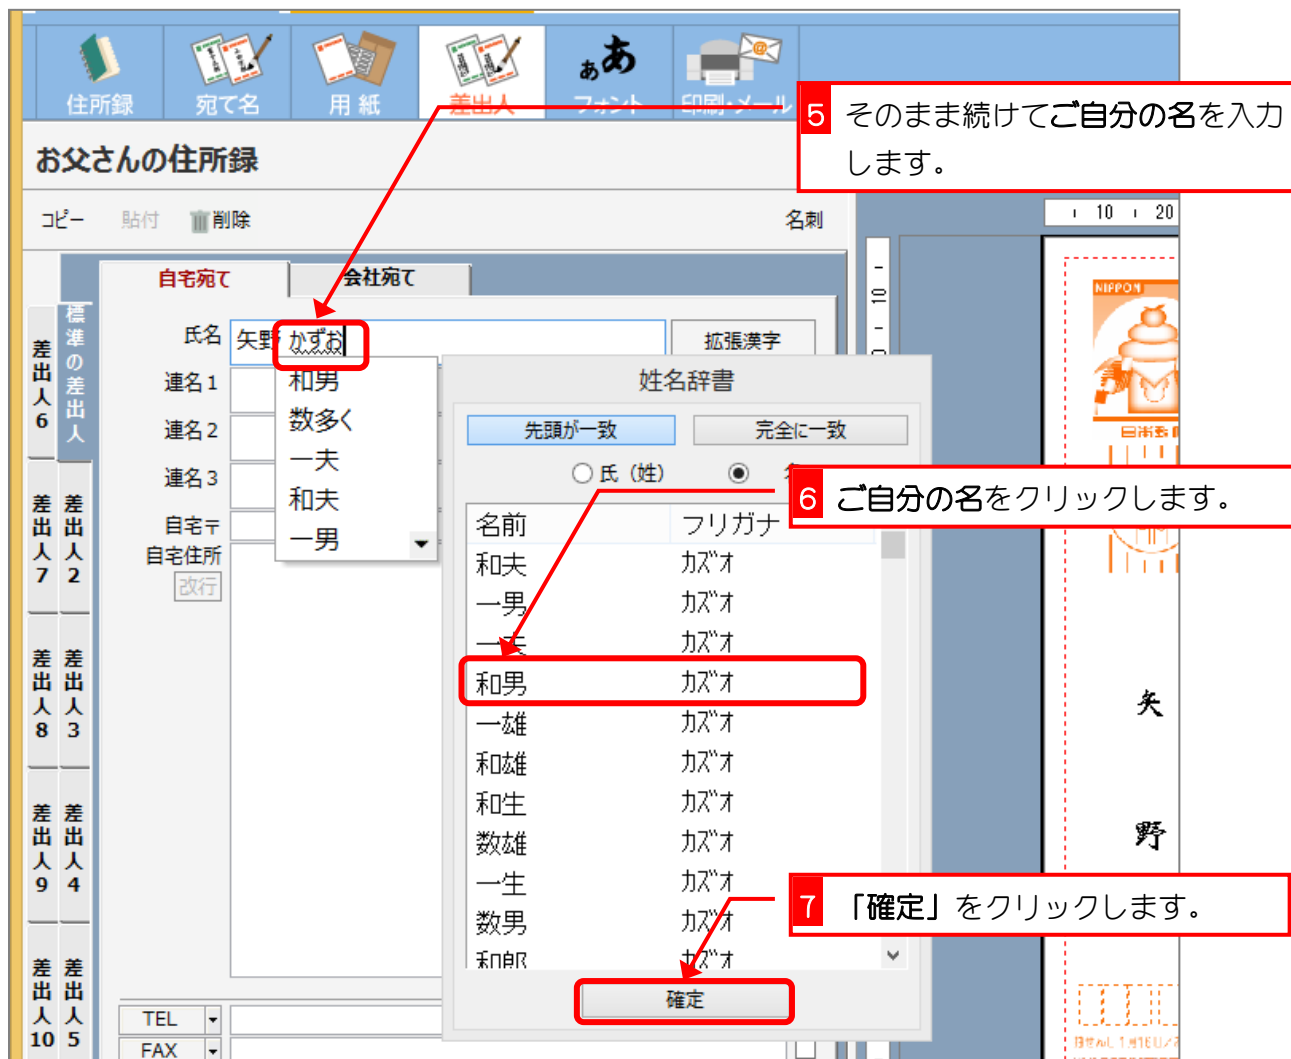 住所録
宛て名
用 紙
差出人
フォント
印刷・メール
5 そのまま続けてご自分の名を入力
します。
お父さんの住所録
コピー
貼付
削除
名刺
10
20
自宅宛て
会社宛て
10
氏名
矢野 かずお
拡張漢字
連名1
連名2
連名3
自宅〒
自宅住所
改行
和男
数多く
一夫
和夫
一男
標準の差出人
差出人6
差出人7
差出人2
差出人8
差出人3
差出人9
差出人4
差出人10
差出人5
姓名辞書
先頭が一致
完全に一致
氏（姓）
6 ご自分の名をクリックします。
名前 フリガナ
和夫 カズオ
一男 カズオ
一夫 カズオ
和男 カズオ
一雄 カズオ
和雄 カズオ
和生 カズオ
数雄 カズオ
一生 カズオ
数男 カズオ
和郎 カズオ
7 「確定」をクリックします。
確定
TEL
FAX
NIPPON
矢
野